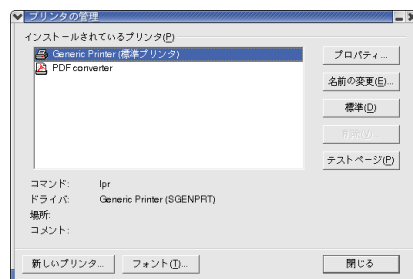 プリンタの管理
インストールされているプリンタ(P)
Generic Printer (標準プリンタ)
PDF converter
プロパティ...
名前の変更(E)...
標準(D)
削除(V)...
テストページ(P)
コマンド: lpr
ドライバ: Generic Printer (SGENPRT)
場所:
コメント:
新しいプリンタ...
フォント(T)...
閉じる